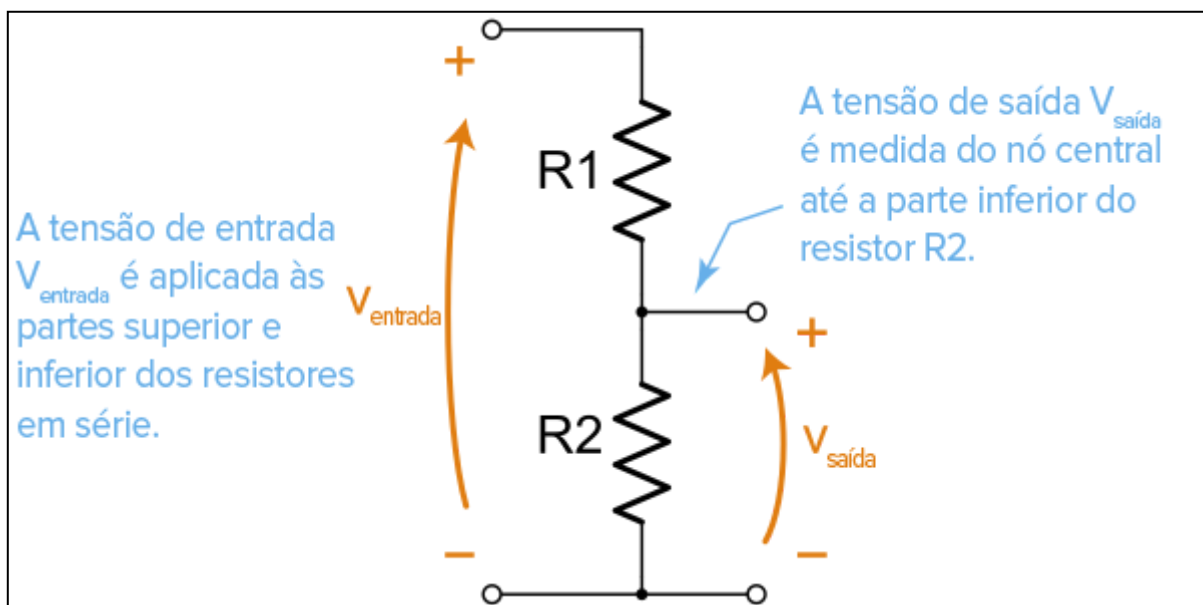 +
R1
A tensão de saída Vsaída
é medida do nó central
até a parte inferior do
resistor R2.
A tensão de entrada
Ventrada é aplicada às
partes superior e
inferior dos resistores
em série.
Ventrada
+
R2
Vsaída
−
−